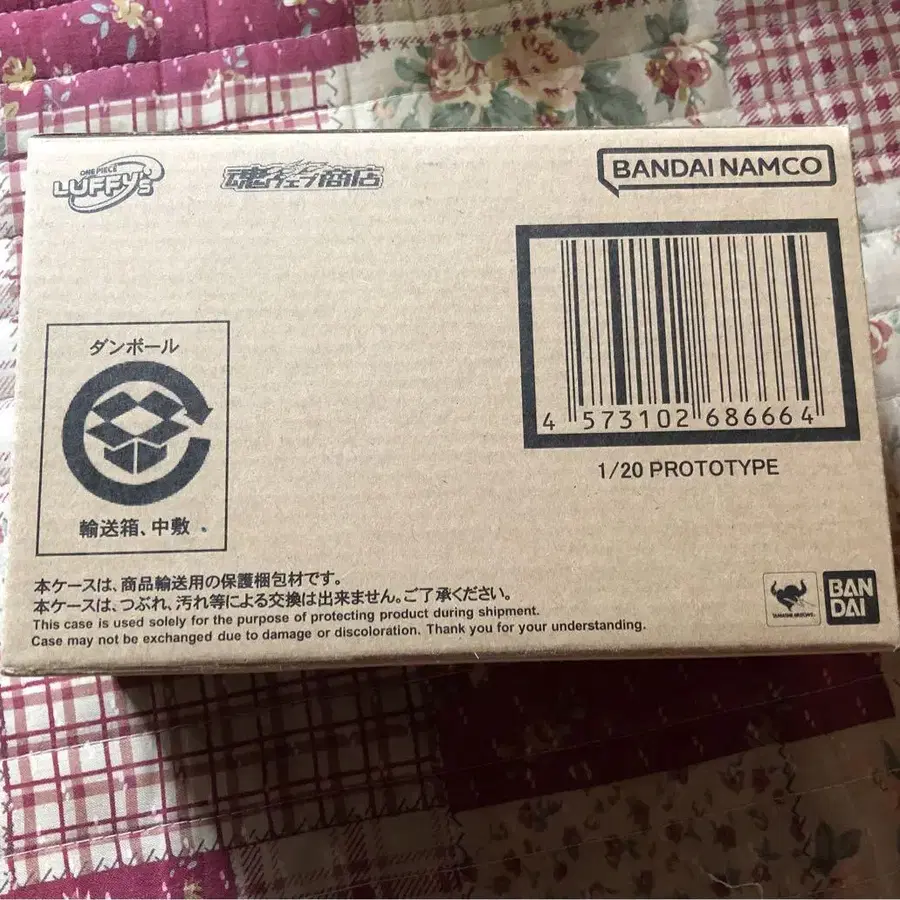 ONE PIECE
LUFFY's
魂ウェブ商店
BANDAI NAMCO
4 573102 686664
1/20 PROTOTYPE
ダンボール
輸送箱、中敷
本ケースは、商品輸送用の保護梱包材です。
本ケースは、つぶれ、汚れ等による交換は出来ません。ご了承ください。
This case is used solely for the purpose of protecting product during shipment.
Case may not be exchanged due to damage or discoloration. Thank you for your understanding.
TAMASHII NATIONS
BAN
DAI